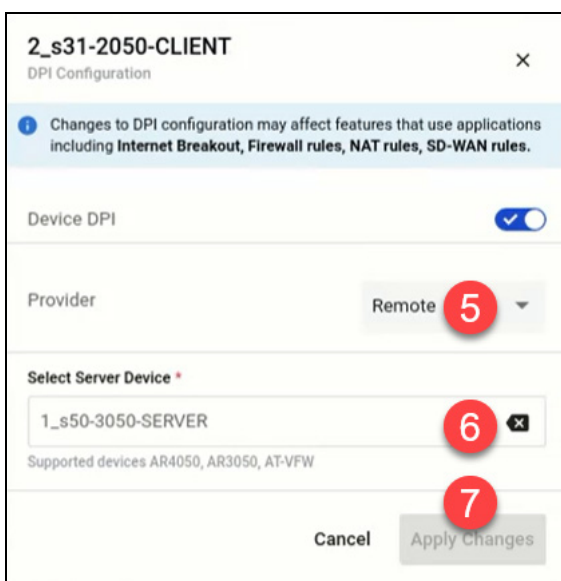 2_s31-2050-CLIENT
DPI Configuration
Changes to DPI configuration may affect features that use applications
including Internet Breakout, Firewall rules, NAT rules, SD-WAN rules.
Device DPI
Provider
Remote
5
Select Server Device *
1_s50-3050-SERVER
6
Supported devices AR4050, AR3050, AT-VFW
7
Cancel
Apply Changes